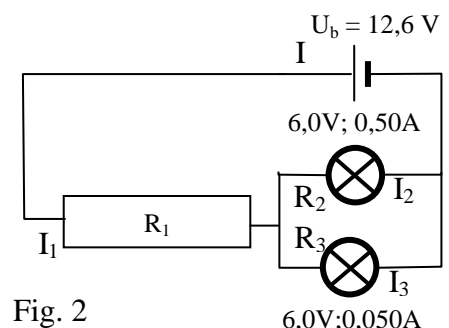 U_b = 12,6 V
I
6,0V; 0,50A
R_2 I_2
R_1
I_1
R_3
I_3
Fig. 2
6,0V;0,050A